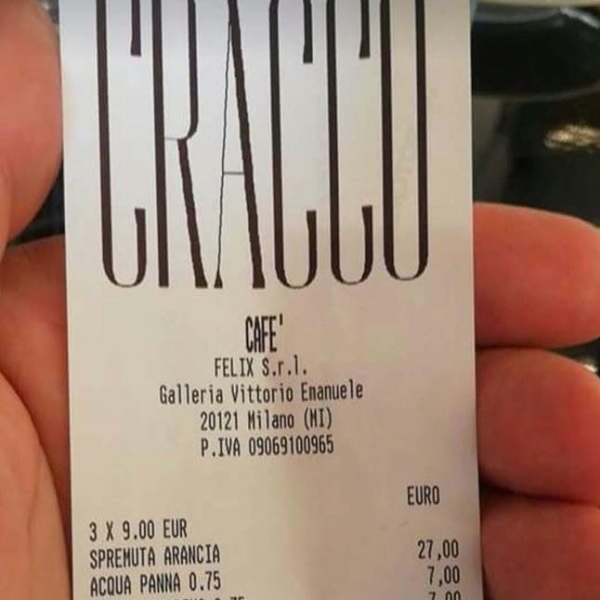 CRACCO
CAFE'
FELIX S.r.l.
Galleria Vittorio Emanuele
20121 Milano (MI)
P.IVA 09069100965
EURO
3 X 9.00 EUR
SPREMUTA ARANCIA 27,00
ACQUA PANNA 0.75 7,00